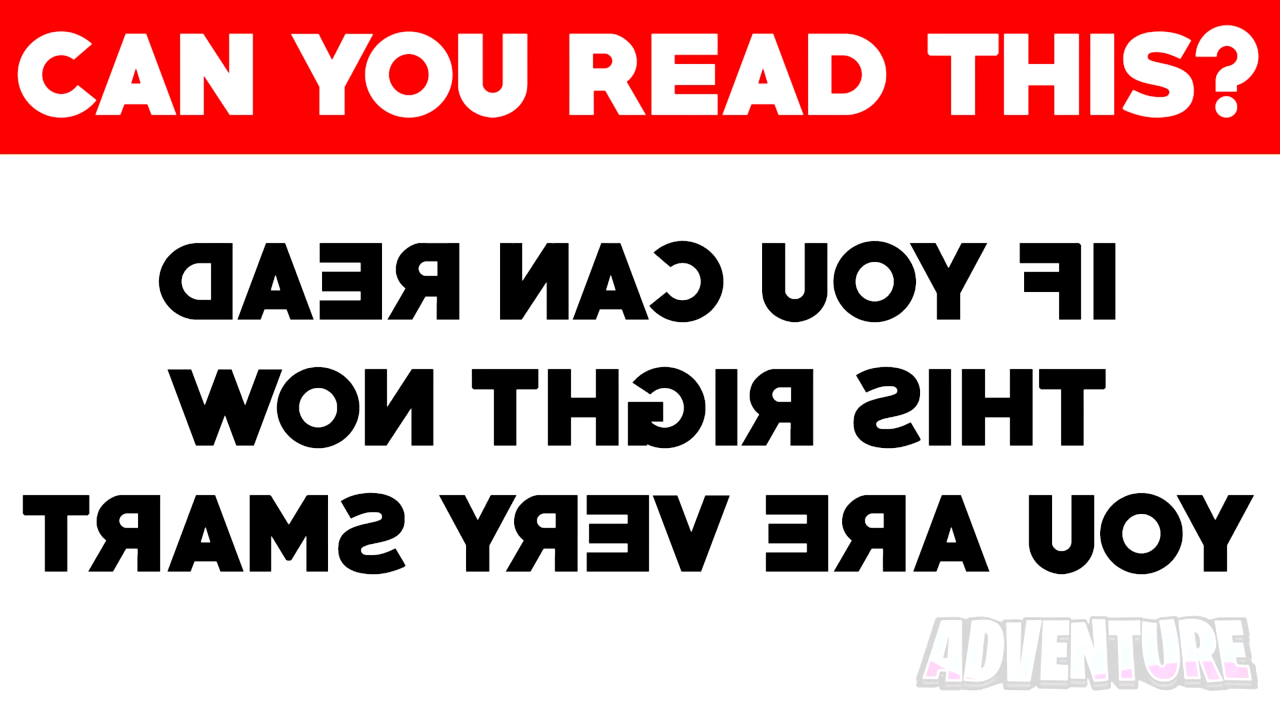 CAN YOU READ THIS?
IF YOU CAN READ
THIS RIGHT NOW
YOU ARE VERY SMART
ADVENTURE